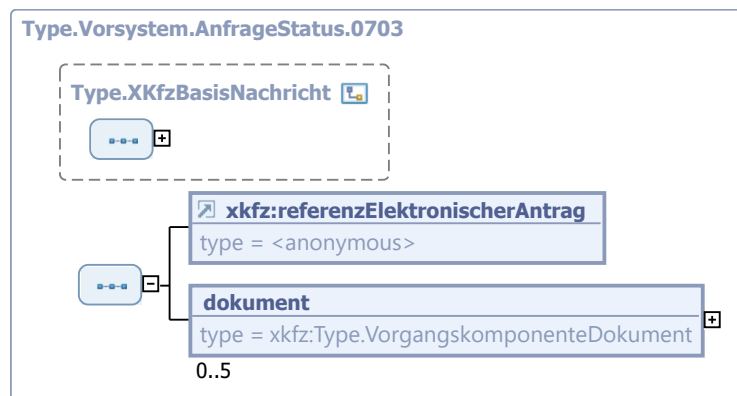 Type.Vorsystem.AnfrageStatus.0703
Type.XKfzBasisNachricht
xkfz:referenzElektronischerAntrag
type = <anonymous>
dokument
type = xkfz:Type.VorgangskomponenteDokument
0..5